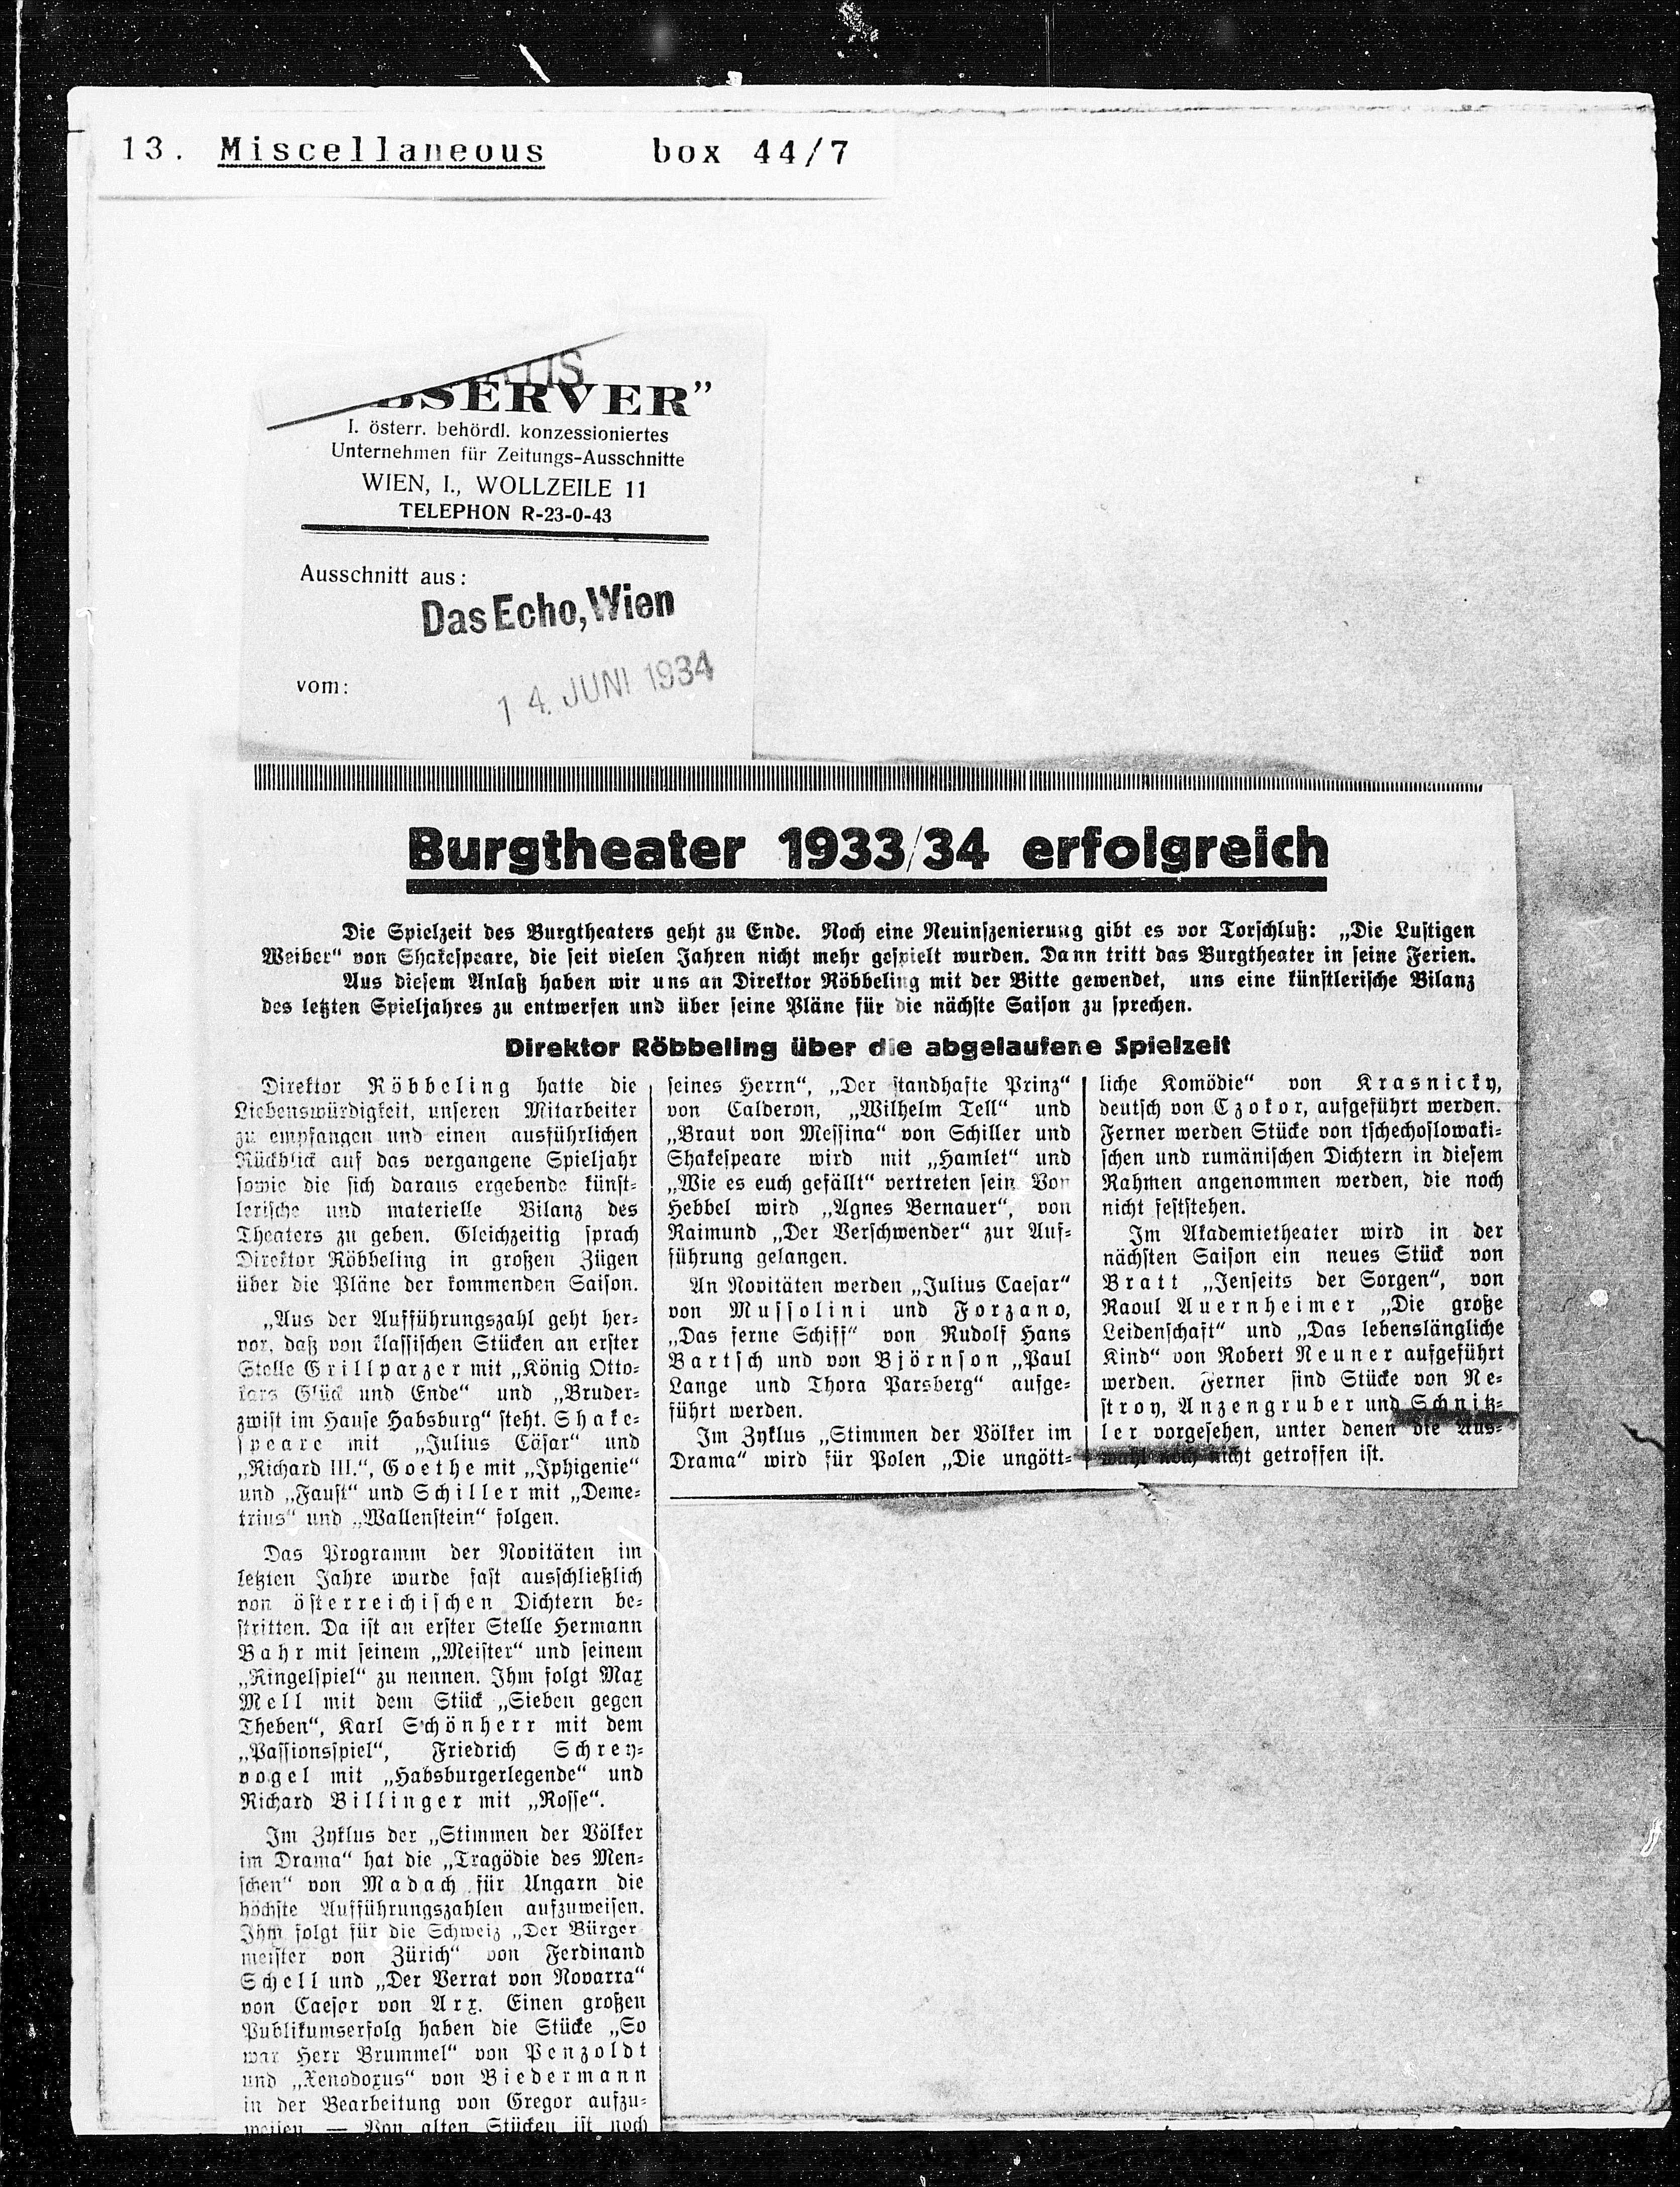 13. Miscellaneous box 44/7
BSERVER"
I. österr. behördl. konzessioniertes
Unternehmen für Zeitungs-Ausschnitte
WIEN, I., WOLLZEILE 11
TELEPHON R-23-0-43
Ausschnitt aus:
Das Echo, Wien
vom:
14. JUNI 1934
Burgtheater 1933/34 erfolgreich
Die Spielzeit des Burgtheaters geht zu Ende. Noch eine Neuinszenierung gibt es vor Torschluß: „Die Lustigen
Weiber“ von Shakespeare, die seit vielen Jahren nicht mehr gespielt wurden. Dann tritt das Burgtheater in seine Ferien.
Aus diesem Anlaß haben wir uns an Direktor Röbbeling mit der Bitte gewendet, uns eine künstlerische Bilanz
des letzten Spieljahres zu entwerfen und über seine Pläne für die nächste Saison zu sprechen.
Direktor Röbbeling über die abgelaufene Spielzeit
Direktor Röbbeling hatte die
Liebenswürdigkeit, unseren Mitarbeiter
zu empfangen und einen ausführlichen
Rückblick auf das vergangene Spieljahr
sowie die sich daraus ergebende künst-
lerische und materielle Bilanz des
Theaters zu geben. Gleichzeitig sprach
Direktor Röbbeling in großen Zügen
über die Pläne der kommenden Saison.
„Aus der Aufführungszahl geht her-
vor, daß von klassischen Stücken an erster
Stelle Grillparzer mit „König Otto-
kars Glück und Ende“ und „Bruder-
zwist im Hause Habsburg“ steht. Shake-
speare mit „Julius Cäsar“ und
„Richard III.“, Goethe mit „Iphigenie“
und „Faust“ und Schiller mit „Deme-
trius“ und „Wallenstein“ folgen.
Das Programm der Novitäten im
letzten Jahre wurde fast ausschließlich
von österreichischen Dichtern be-
stritten. Da ist an erster Stelle Hermann
Bahr mit seinem „Meister“ und seinem
„Ringelspiel“ zu nennen. Ihm folgt Max
Mell mit dem Stück „Sieben gegen
Theben“, Karl Schönherr mit dem
„Passionsspiel“, Friedrich Schrey-
vogel mit „Habsburgerlegende“ und
Richard Billinger mit „Rosse“.
Im Zyklus der „Stimmen der Völker
im Drama“ hat die „Tragödie des Men-
schen“ von Madach für Ungarn die
höchste Aufführungszahlen aufzuweisen.
Ihm folgt für die Schweiz „Der Bürger-
meister von Zürich“ von Ferdinand
Schell und „Der Verrat von Novarra“
von Caesar von Arx. Einen großen
Publikumserfolg haben die Stücke „So
war Herr Brummel“ von Penzoldt
und „Xenodoxus“ von Biedermann
in der Bearbeitung von Gregor aufzu-
weisen — Von alten Stücken ist noch
seines Herrn“, „Der standhafte Prinz“
von Calderon, „Wilhelm Tell“ und
„Braut von Messina“ von Schiller und
Shakespeare wird mit „Hamlet“ und
„Wie es euch gefällt“ vertreten sein. Von
Hebbel wird „Agnes Bernauer“, von
Raimund „Der Verschwender“ zur Auf-
führung gelangen.
An Novitäten werden „Julius Caesar“
von Mussolini und Forzano,
„Das ferne Schiff“ von Rudolf Hans
Bartsch und von Björnson „Paul
Lange und Thora Parsberg“ aufge-
führt werden.
Im Zyklus „Stimmen der Völker im
Drama“ wird für Polen „Die ungött-
liche Komödie“ von Krasnicky,
deutsch von Czokor, aufgeführt werden.
Ferner werden Stücke von tschechoslowaki-
schen und rumänischen Dichtern in diesem
Rahmen angenommen werden, die noch
nicht feststehen.
Im Akademietheater wird in der
nächsten Saison ein neues Stück von
Bratt „Jenseits der Sorgen“, von
Raoul Auernheimer „Die große
Leidenschaft“ und „Das lebenslängliche
Kind“ von Robert Neuner aufgeführt
werden. Ferner sind Stücke von Ne-
stroy, Anzengruber und Schnitz-
ler vorgesehen, unter denen die Aus-
wahl noch nicht getroffen ist.